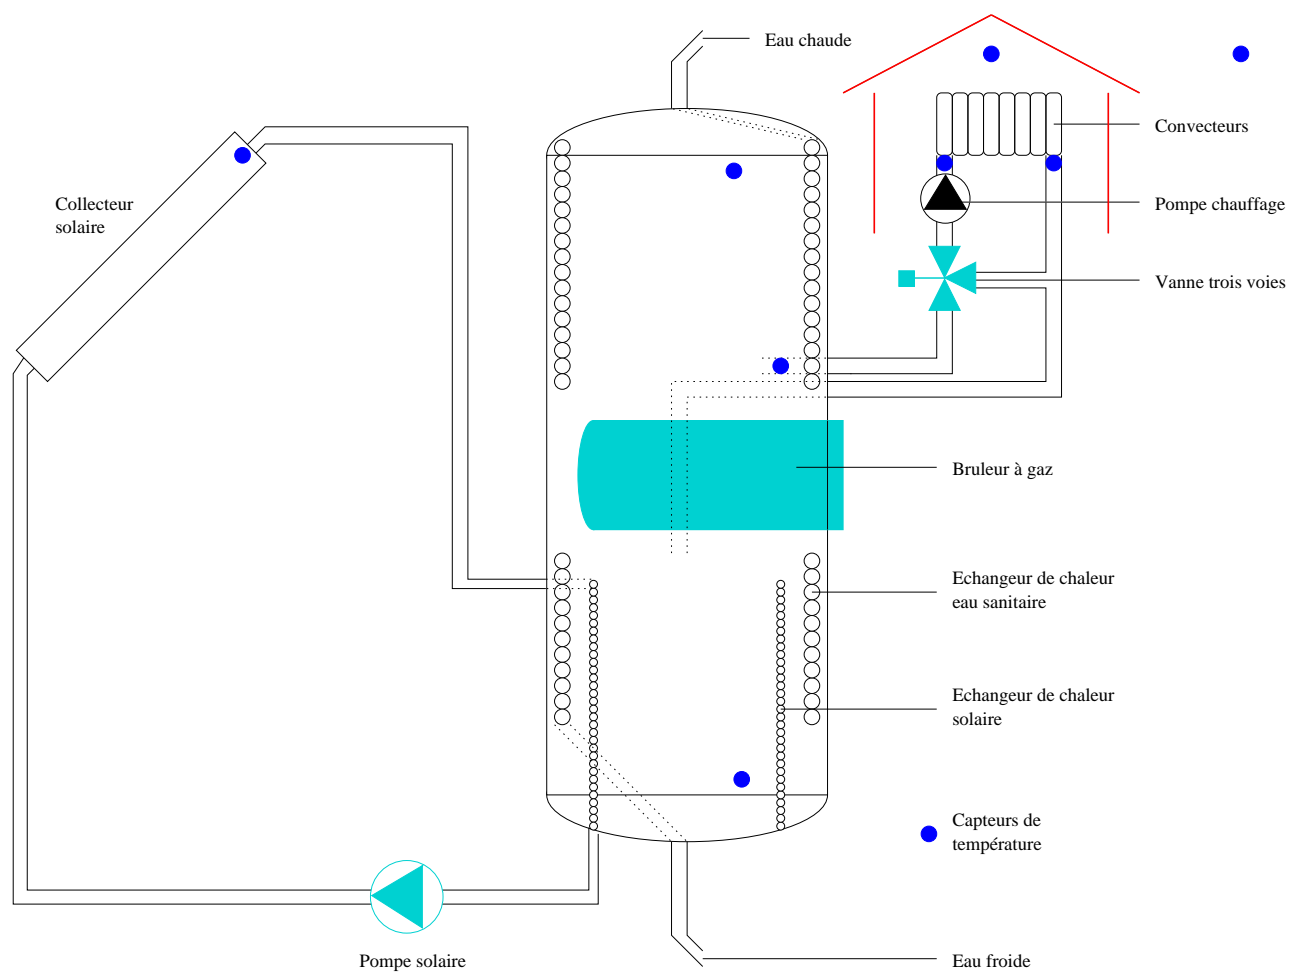 Eau chaude
Convecteurs
Collecteur
solaire
Pompe chauffage
Vanne trois voies
Bruleur à gaz
Echangeur de chaleur
eau sanitaire
Echangeur de chaleur
solaire
Capteurs de
température
Pompe solaire
Eau froide